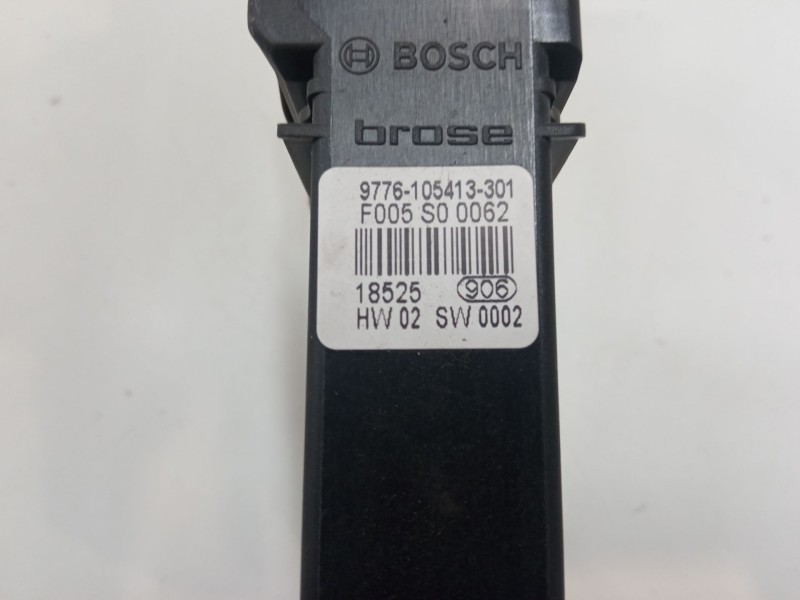 BOSCH
brose
9776-105413-301
F005 S0 0062
18525 906
HW 02 SW 0002